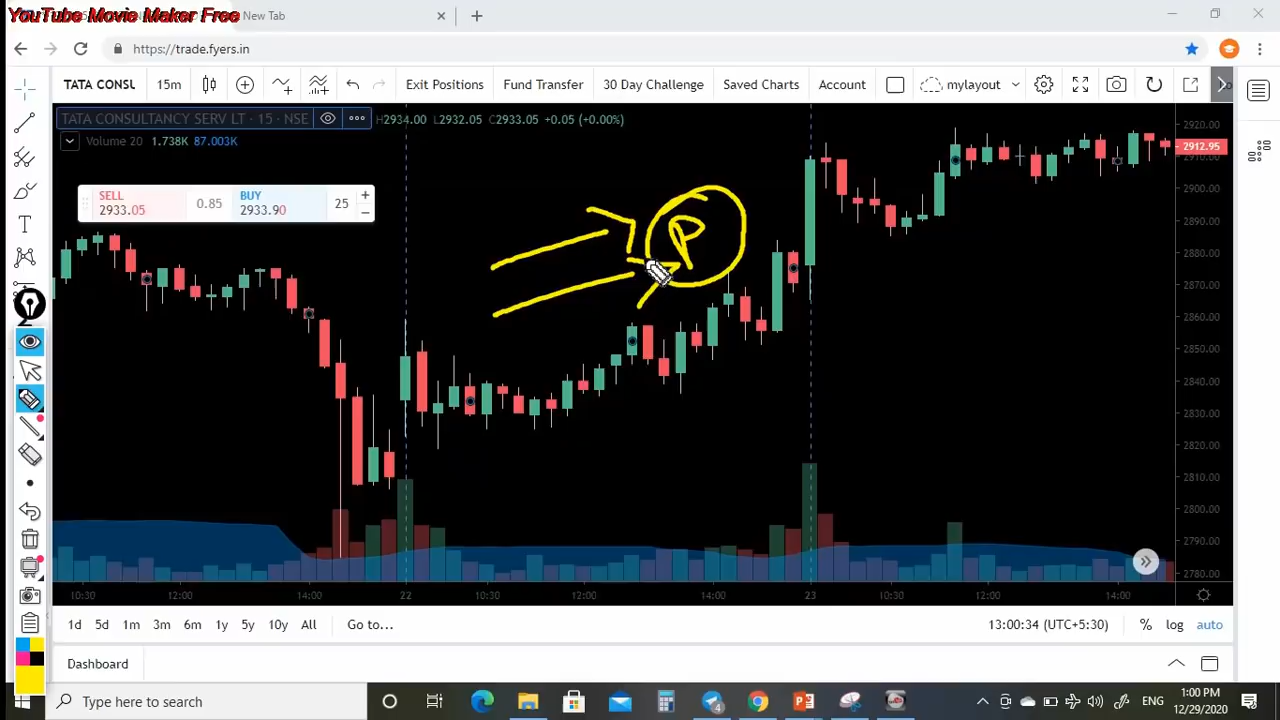 YouTube Movie Maker Free
New Tab
https://trade.fyers.in
TATA CONSL 15m Exit Positions Fund Transfer 30 Day Challenge Saved Charts Account mylayout
TATA CONSULTANCY SERV LT · 15 · NSE H2934.00 L2932.05 C2933.05 +0.05 (+0.00%)
Volume 20 1.738K 87.003K
SELL 2933.05 0.85 BUY 2933.90 25
P
2920.00
2912.95
2910.00
2900.00
2890.00
2880.00
2870.00
2860.00
2850.00
2840.00
2830.00
2820.00
2810.00
2800.00
2790.00
2780.00
10:30 12:00 14:00 22 10:30 12:00 14:00 23 10:30 12:00 14:00
1d 5d 1m 3m 6m 1y 5y 10y All Go to... 13:00:34 (UTC+5:30) % log auto
Dashboard
Type here to search ENG 1:00 PM
12/29/2020